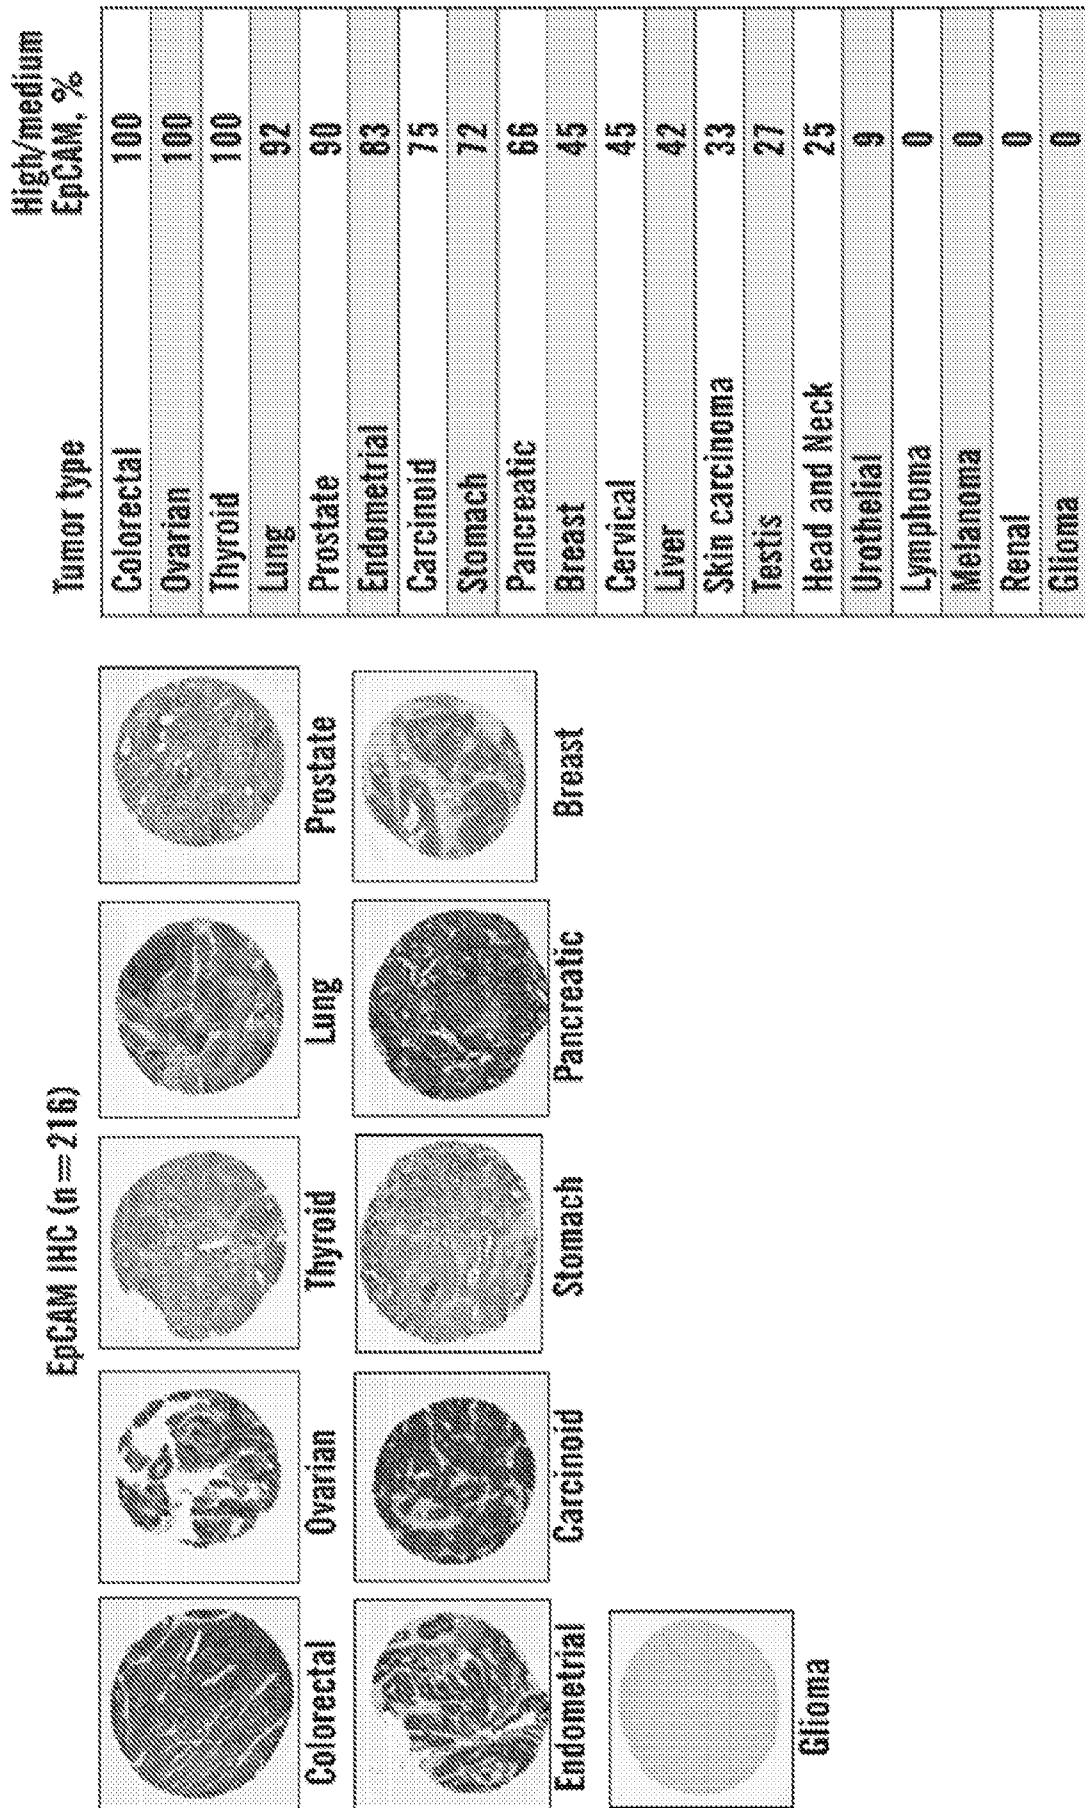 EpCAM IHC (n=216)
Colorectal
Ovarian
Thyroid
Lung
Prostate
Endometrial
Carcinoid
Stomach
Pancreatic
Breast
Glioma
High/medium
Tumor type EpCAM, %
Colorectal 100
Ovarian 100
Thyroid 100
Lung 92
Prostate 90
Endometrial 83
Carcinoid 75
Stomach 72
Pancreatic 66
Breast 45
Cervical 45
Liver 42
Skin carcinoma 33
Testis 27
Head and Neck 25
Urothelial 9
Lymphoma 0
Melanoma 0
Renal 0
Glioma 0